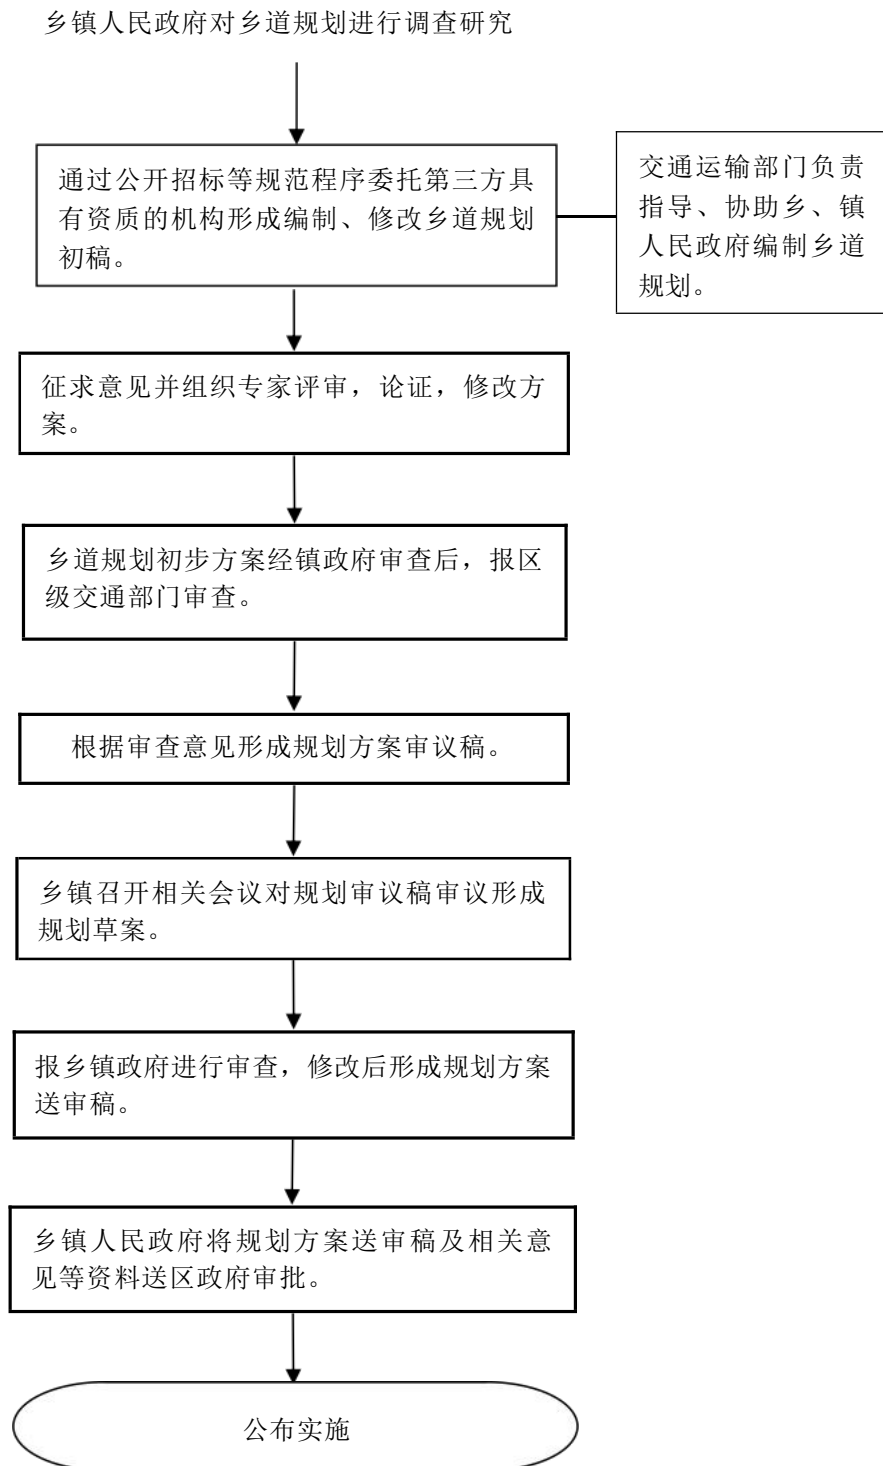 乡镇人民政府对乡道规划进行调查研究
通过公开招标等规范程序委托第三方具
有资质的机构形成编制、修改乡道规划
初稿。
交通运输部门负责
指导、协助乡、镇
人民政府编制乡道
规划。
征求意见并组织专家评审，论证，修改方
案。
乡道规划初步方案经镇政府审查后，报区
级交通部门审查。
根据审查意见形成规划方案审议稿。
乡镇召开相关会议对规划审议稿审议形成
规划草案。
报乡镇政府进行审查，修改后形成规划方案
送审稿。
乡镇人民政府将规划方案送审稿及相关意
见等资料送区政府审批。
公布实施